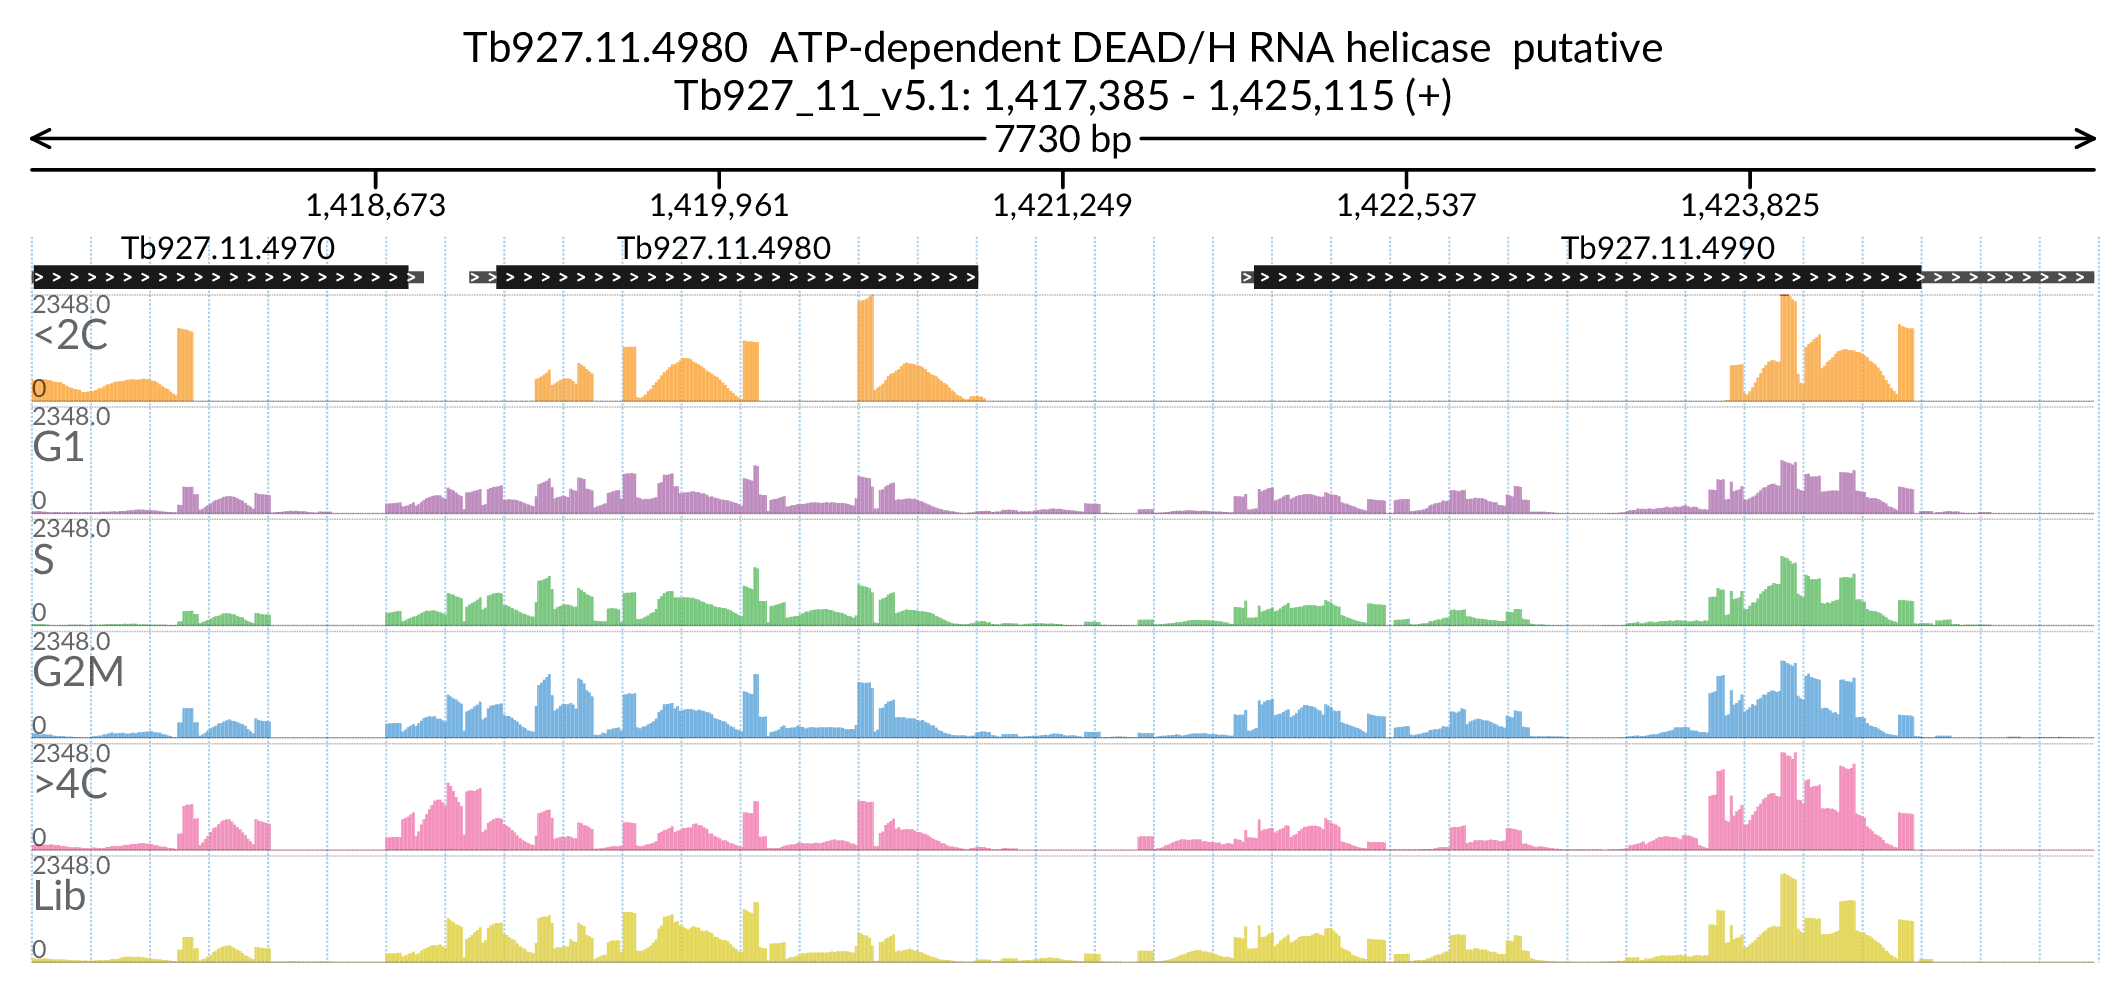 Tb927.11.4980  ATP-dependent DEAD/H RNA helicase  putative
Tb927_11_v5.1: 1,417,385 - 1,425,115 (+)
7730 bp
1,418,673 1,419,961 1,421,249 1,422,537 1,423,825
Tb927.11.4970 Tb927.11.4980 Tb927.11.4990
2348.0
<2C
0
2348.0
G1
0
2348.0
S
0
2348.0
G2M
0
2348.0
>4C
0
2348.0
Lib
0